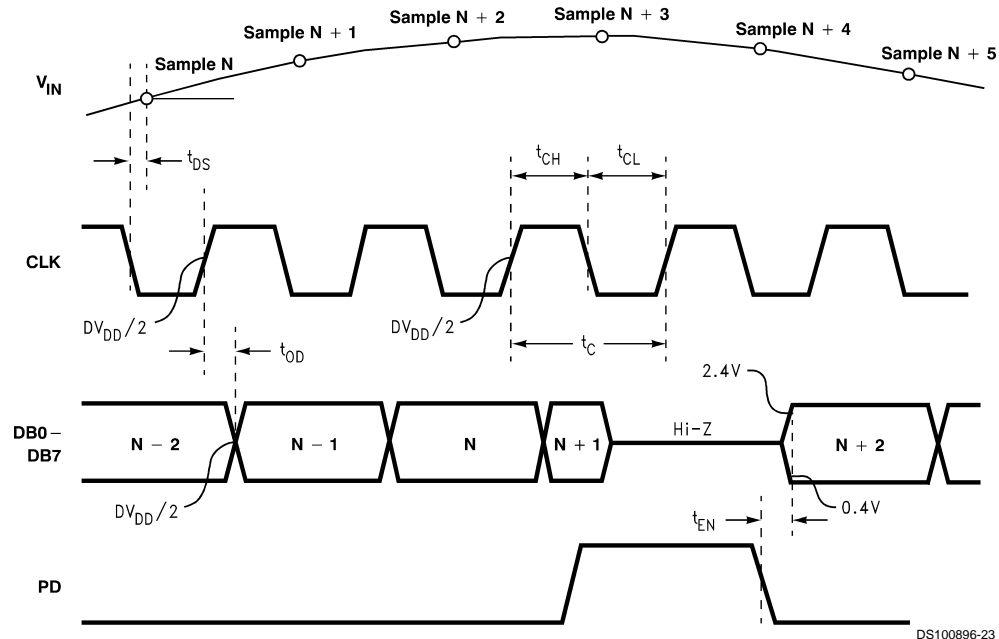 Sample N
Sample N + 1
Sample N + 2
Sample N + 3
Sample N + 4
Sample N + 5
VIN
tDS
tCH
tCL
CLK
DVDD/2
DVDD/2
tOD
tC
2.4V
DB0 –
DB7
N − 2
N − 1
N
N + 1
Hi-Z
N + 2
DVDD/2
tEN
0.4V
PD
DS100896-23